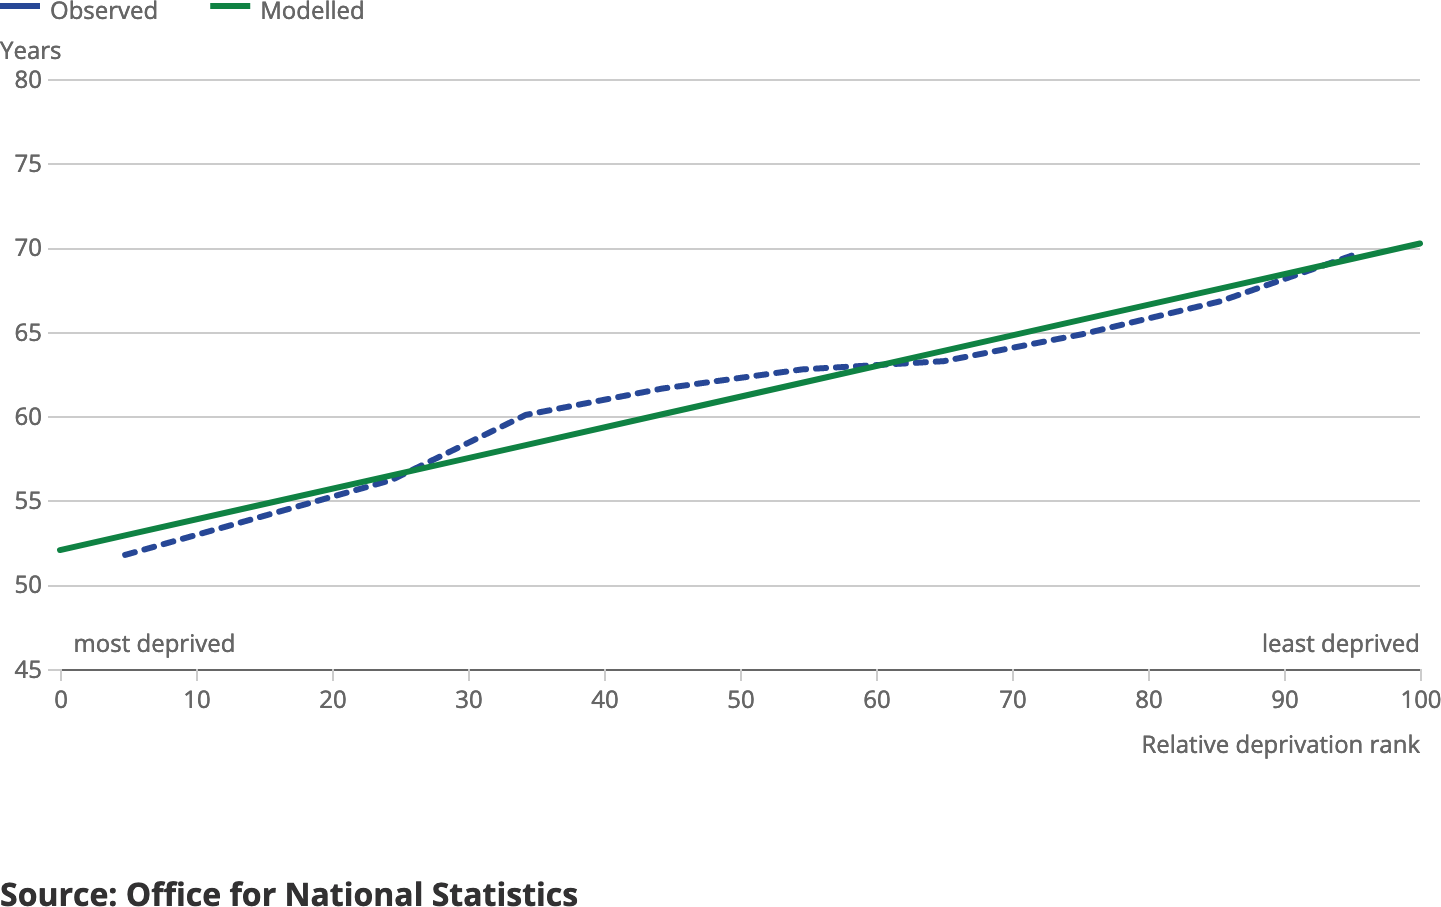 Observed Modelled
Years
80
75
70
65
60
55
50
most deprived least deprived
45
0 10 20 30 40 50 60 70 80 90 100
Relative deprivation rank
Source: Office for National Statistics